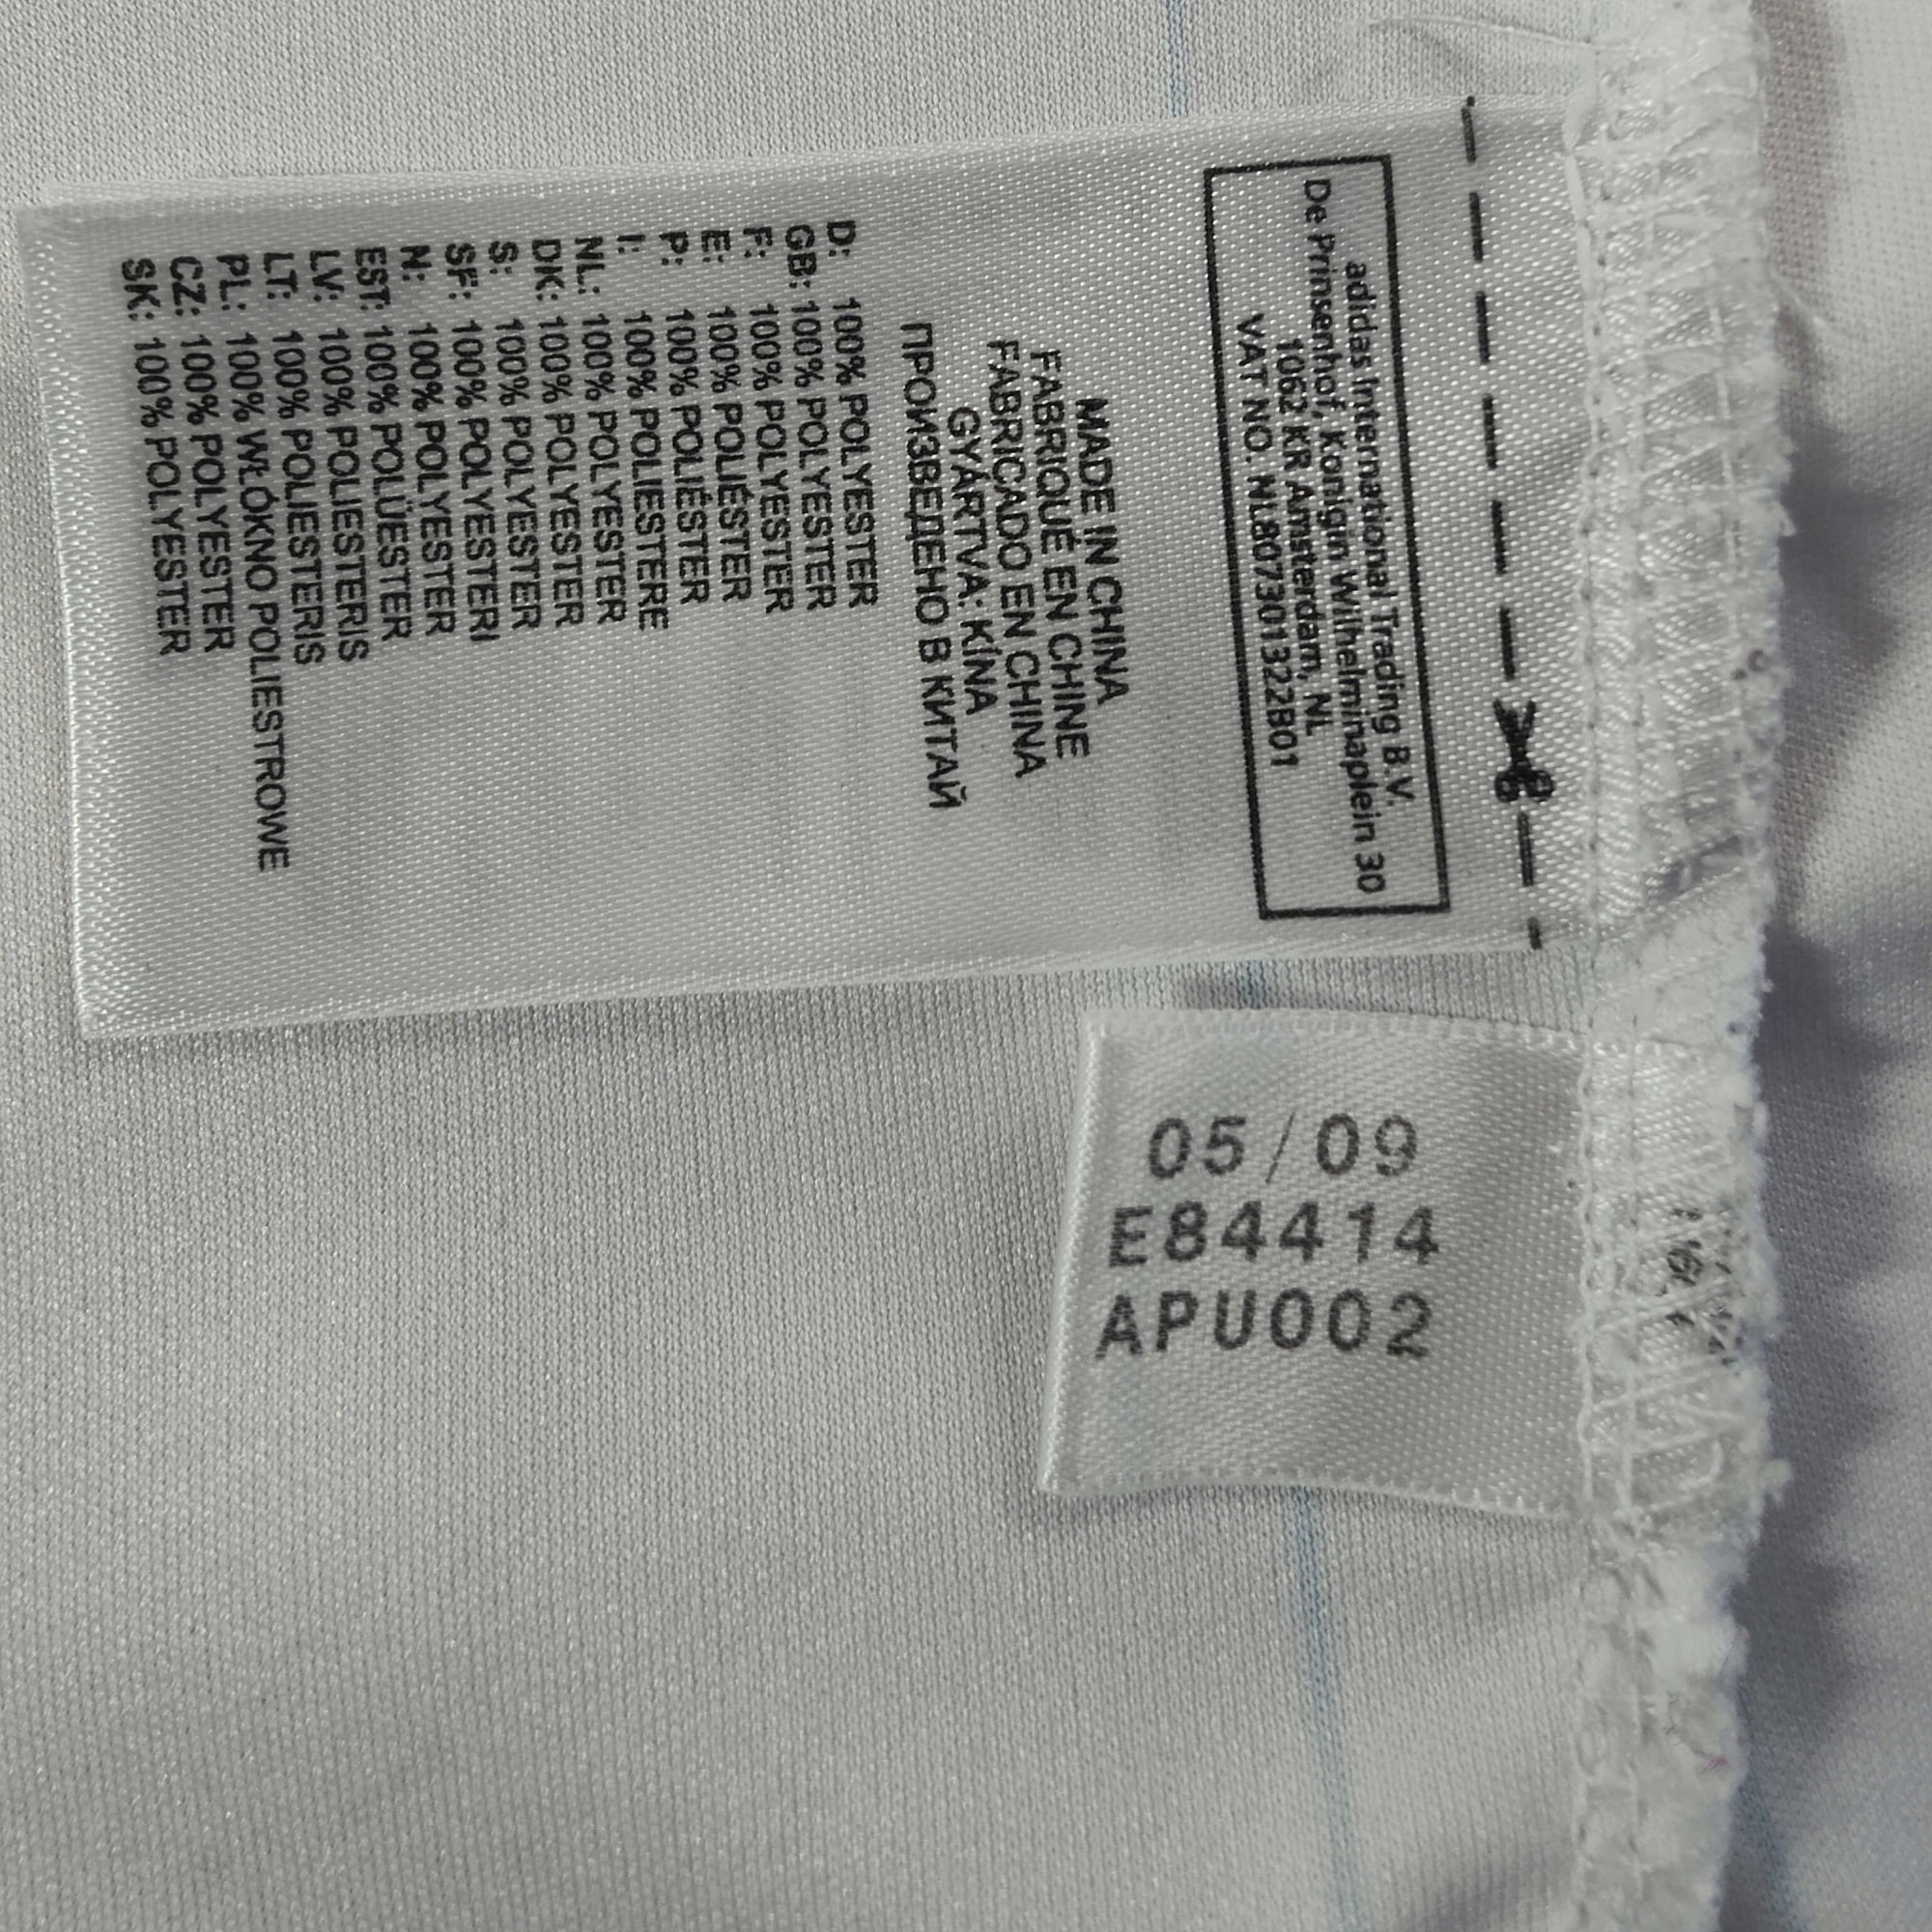 adidas International Trading B.V.
De Prinsenhof, Konigin Wilhelminaplein 30
1062 KR Amsterdam, NL
VAT NO. NL807301322B01
MADE IN CHINA
FABRIQUÉ EN CHINE
FABRICADO EN CHINA
GYÁRTVA: KÍNA
ПРОИЗВЕДЕНО В КИТАЙ
D: 100% POLYESTER
GB: 100% POLYESTER
F: 100% POLYESTER
E: 100% POLIÉSTER
P: 100% POLIÉSTER
I: 100% POLIESTERE
NL: 100% POLYESTER
DK: 100% POLYESTER
S: 100% POLYESTER
SF: 100% POLYESTERI
N: 100% POLYESTER
EST: 100% POLÜESTER
LV: 100% POLIESTERIS
LT: 100% POLIESTERIS
PL: 100% WŁÓKNO POLIESTROWE
CZ: 100% POLYESTER
SK: 100% POLYESTER
05/09
E84414
APU002